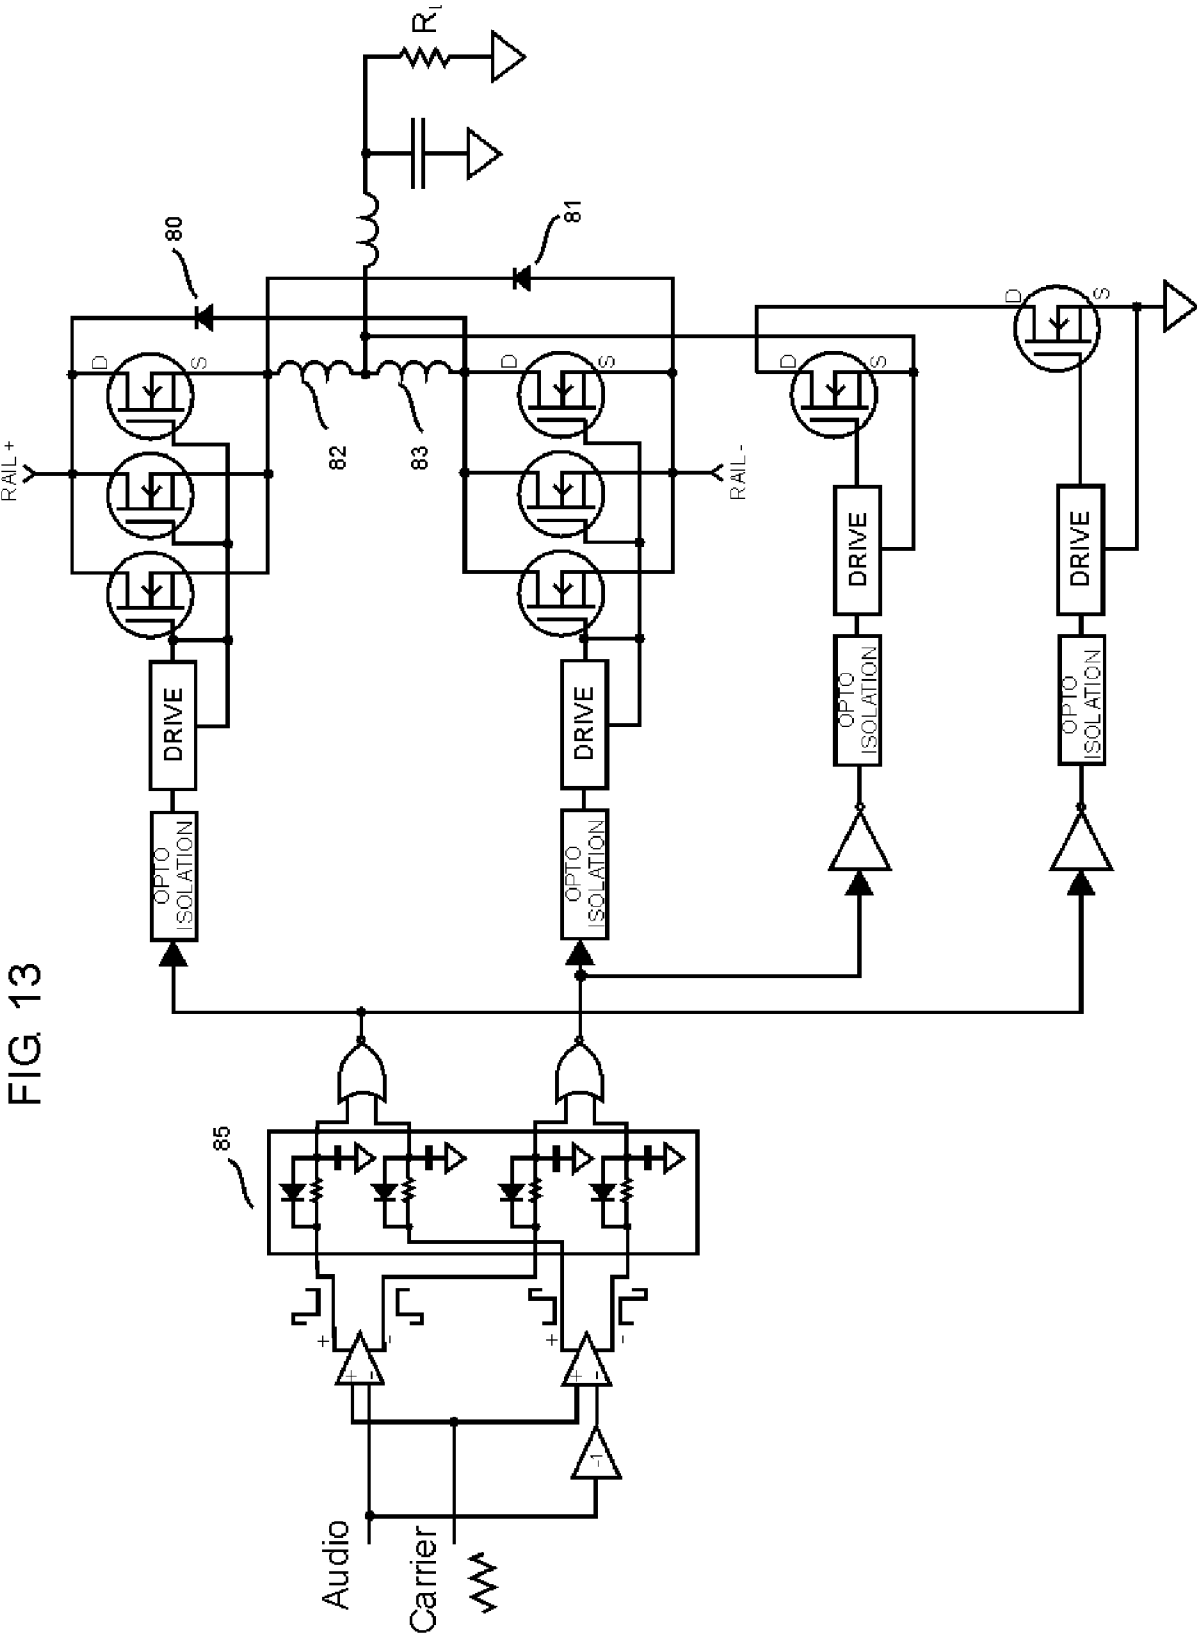 FIG. 13
Audio
Carrier
-1
+
-
+
-
+
-
+
-
85
OPTO
ISOLATION
DRIVE
RAIL +
D
S
80
82
83
81
R L
OPTO
ISOLATION
DRIVE
RAIL -
D
S
OPTO
ISOLATION
DRIVE
D
S
OPTO
ISOLATION
DRIVE
D
S